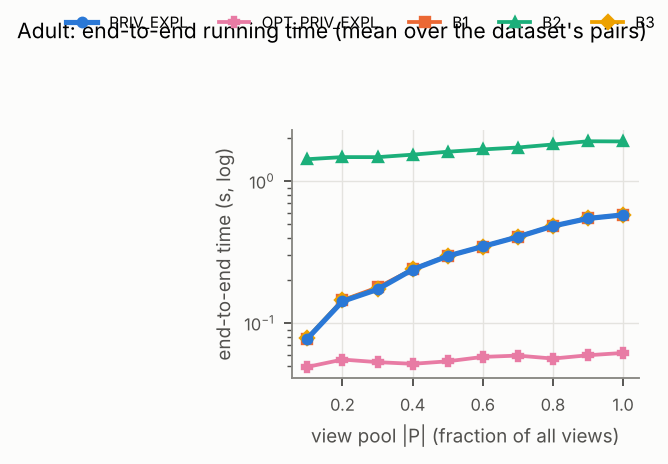 PRIV_EXPL OPT_PRIV_EXPL B1 B2 B3
Adult: end-to-end running time (mean over the dataset's pairs)
end-to-end time (s, log)
10⁰
10⁻¹
0.2 0.4 0.6 0.8 1.0
view pool |P| (fraction of all views)